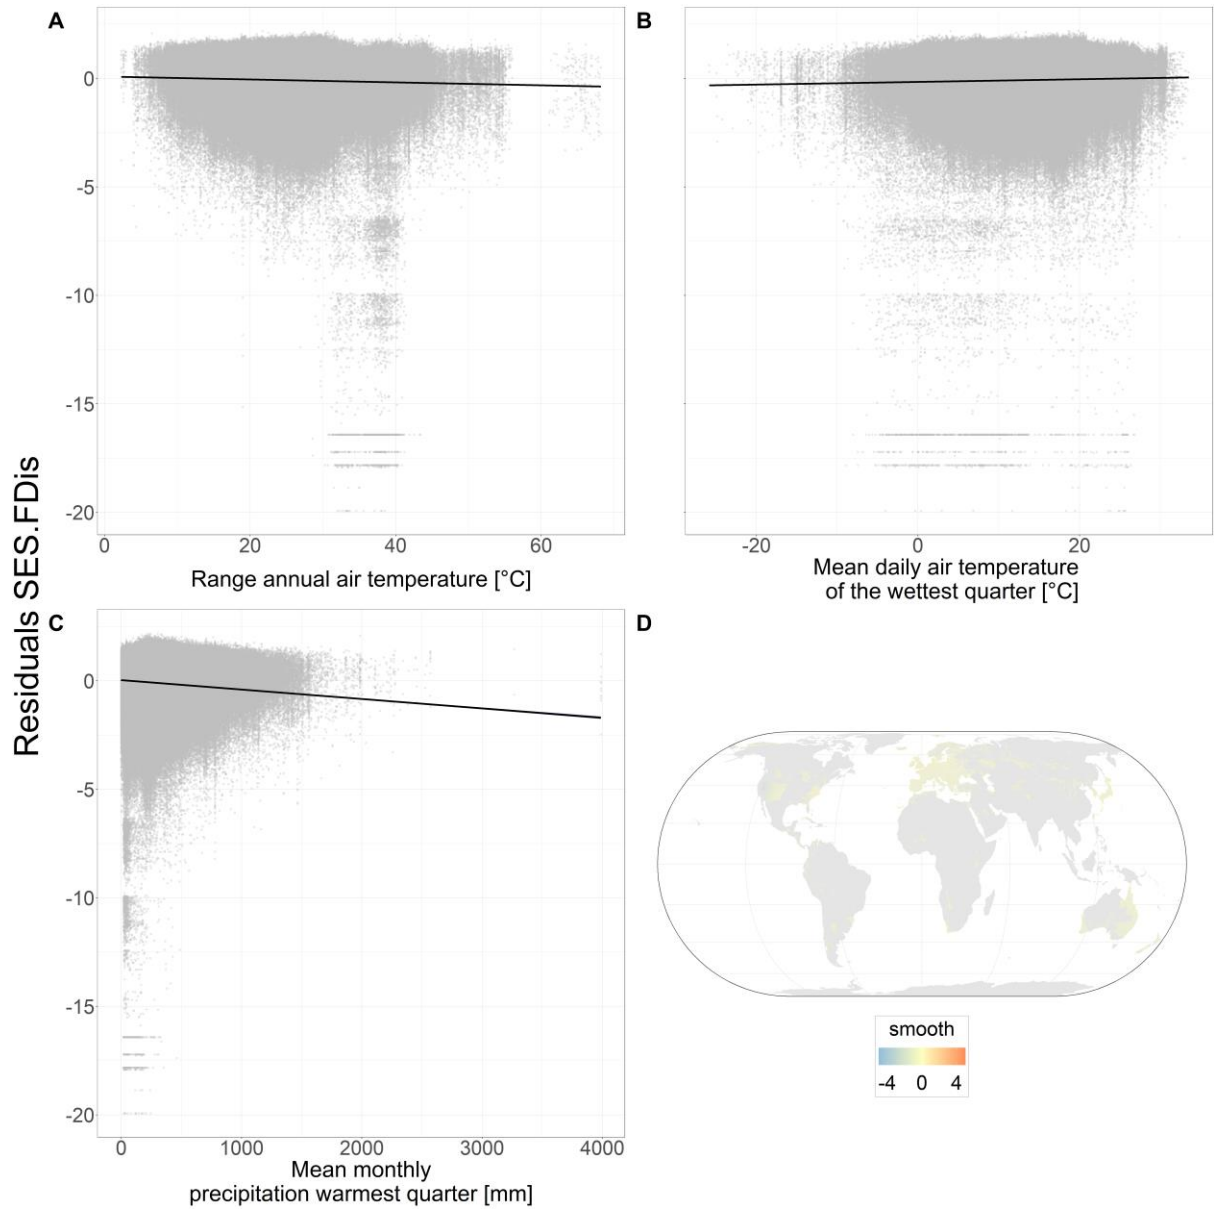 A
0
-5
-10
-15
-20
0 20 40 60
Range annual air temperature [°C]
B
-20 0 20
Mean daily air temperature
of the wettest quarter [°C]
Residuals SES.FDis
C
0
-5
-10
-15
-20
0 1000 2000 3000 4000
Mean monthly
precipitation warmest quarter [mm]
D
smooth
-4 0 4